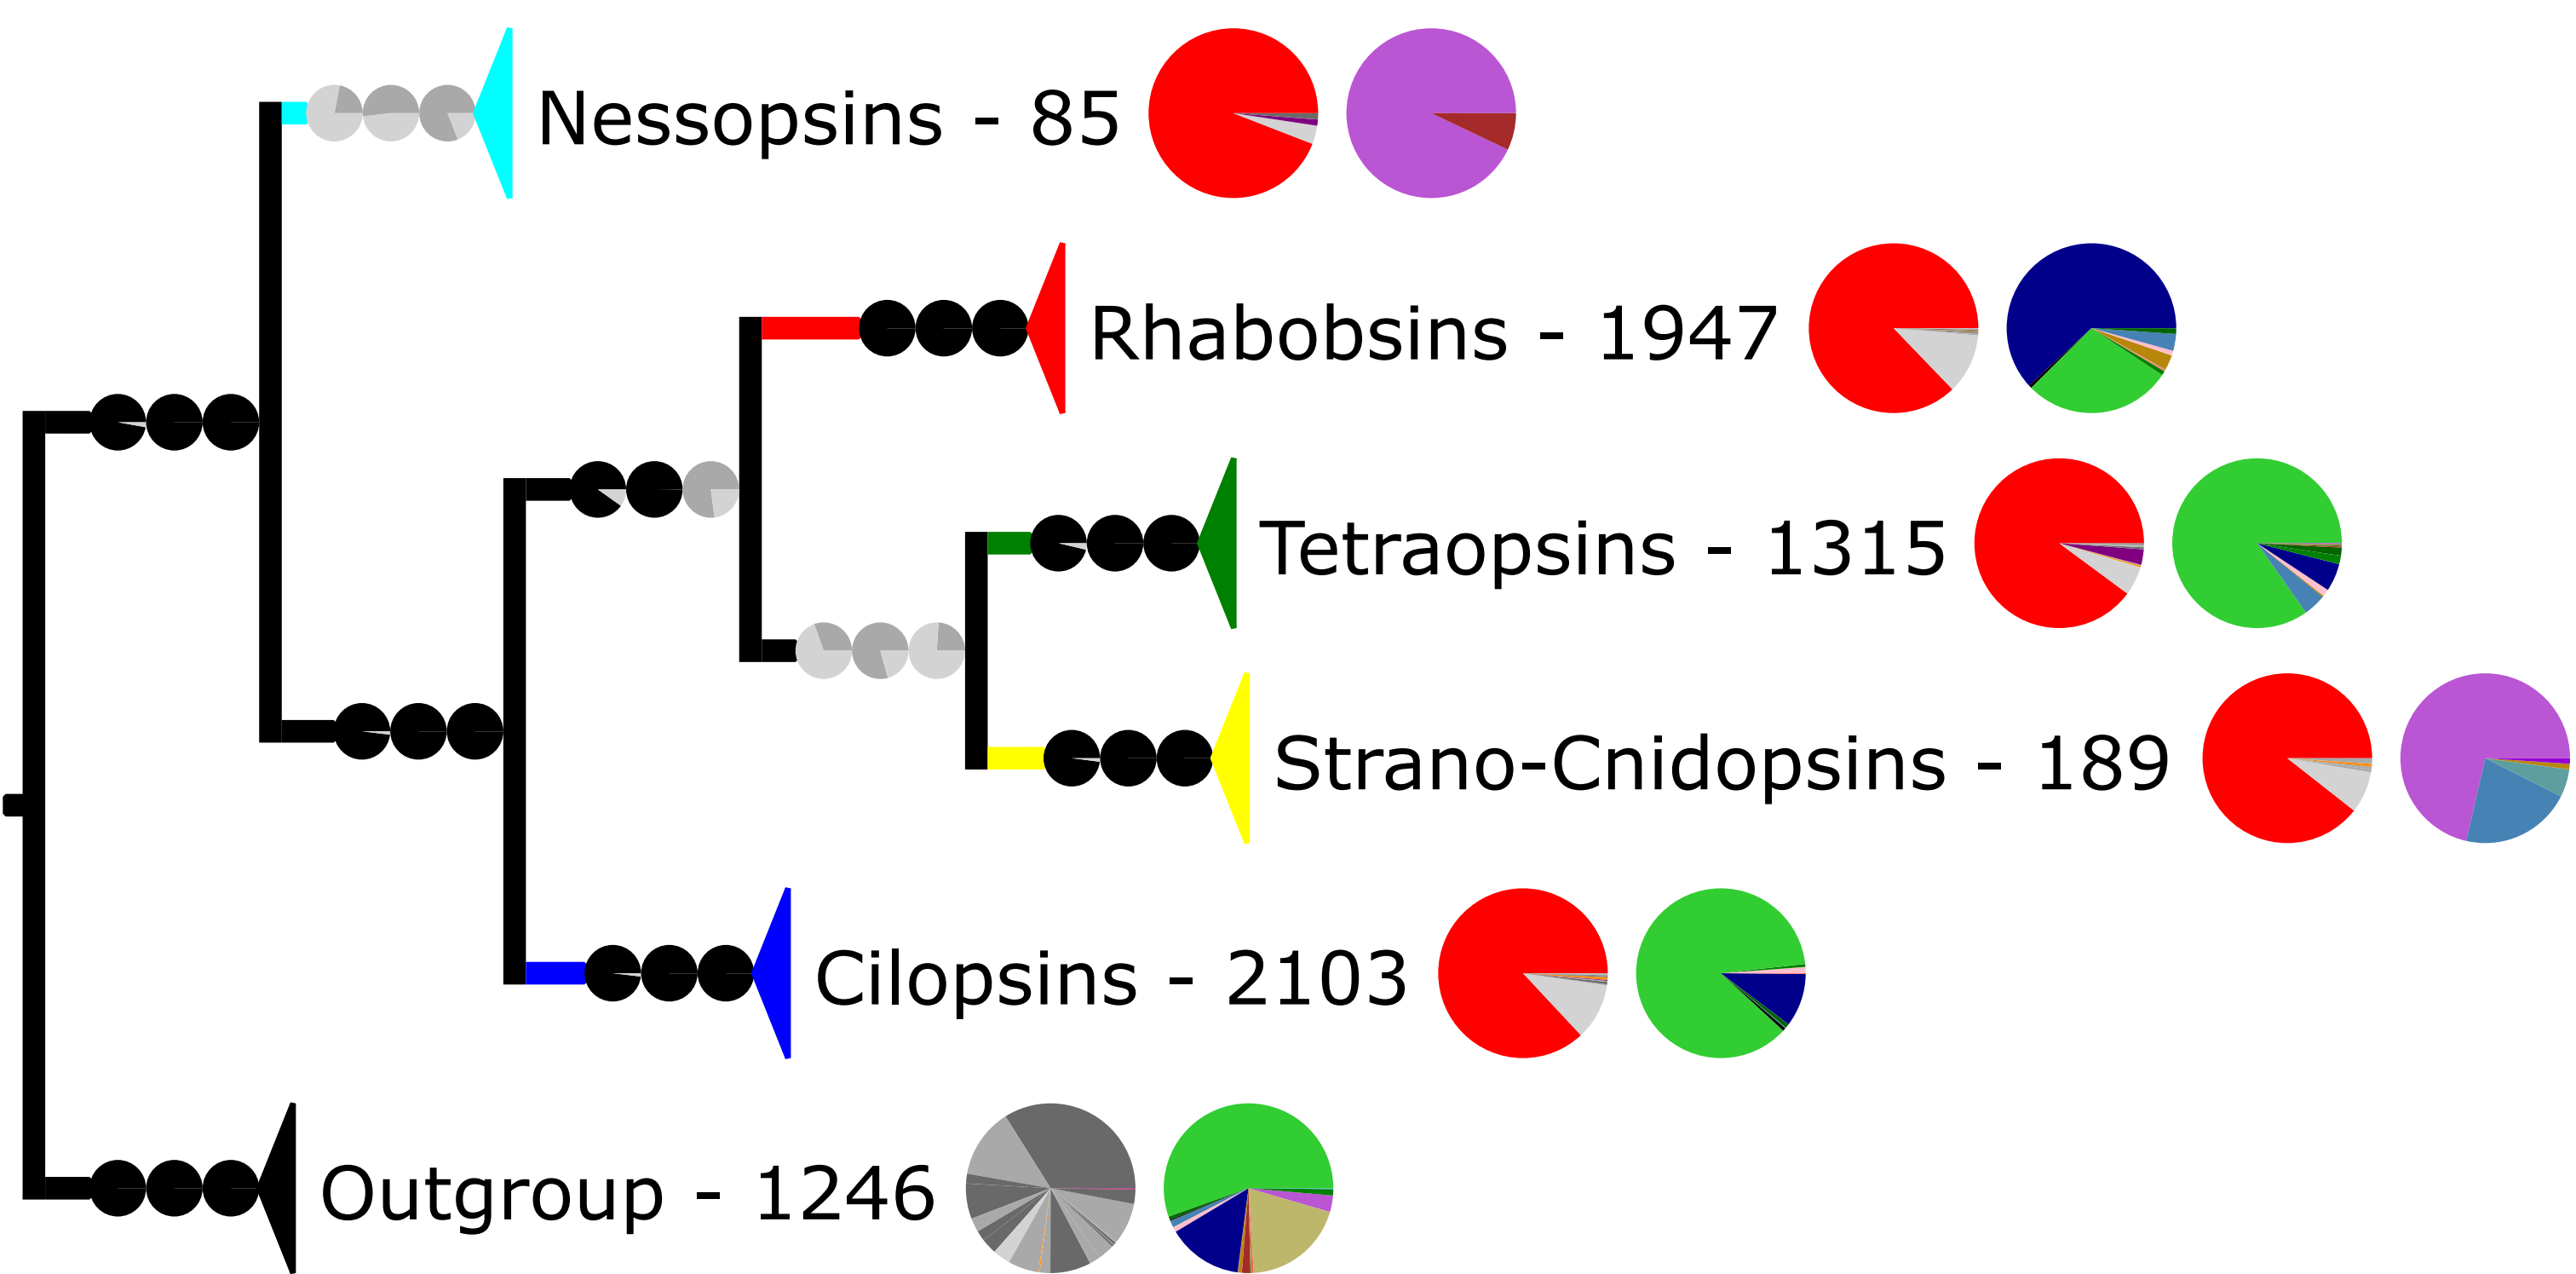 Nessopsins - 85
Rhabobsins - 1947
Tetraopsins - 1315
Strano-Cnidopsins - 189
Cilopsins - 2103
Outgroup - 1246